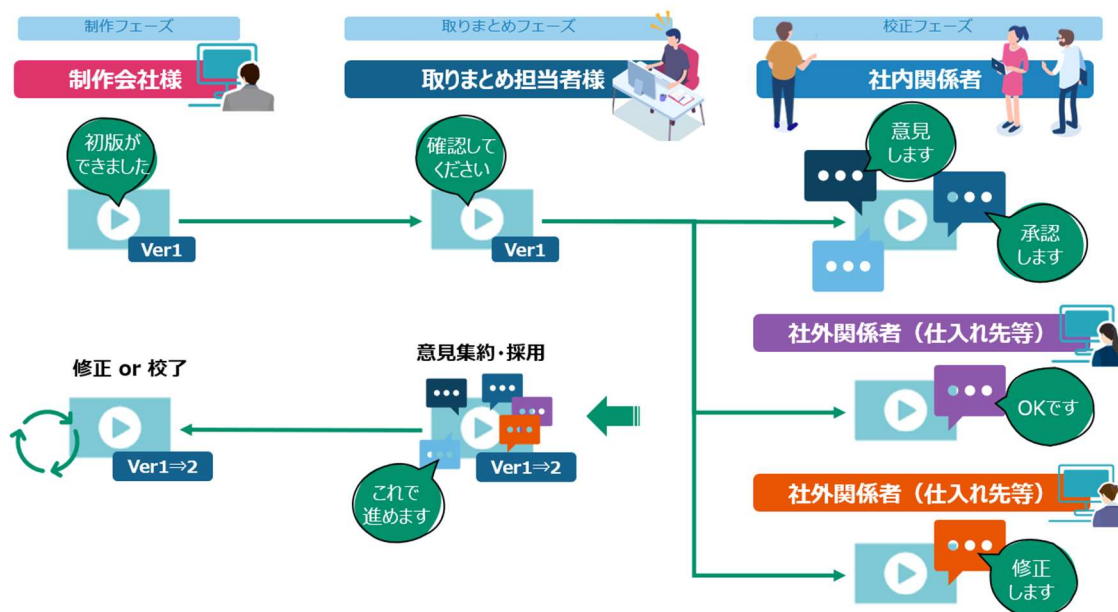 制作フェーズ
取りまとめフェーズ
校正フェーズ
制作会社様
取りまとめ担当者様
社内関係者
初版が
できました
Ver1
確認して
ください
Ver1
意見
します
承認
します
社外関係者（仕入れ先等）
OKです
社外関係者（仕入れ先等）
修正
します
意見集約・採用
これで
進めます
Ver1⇒2
修正 or 校了
Ver1⇒2